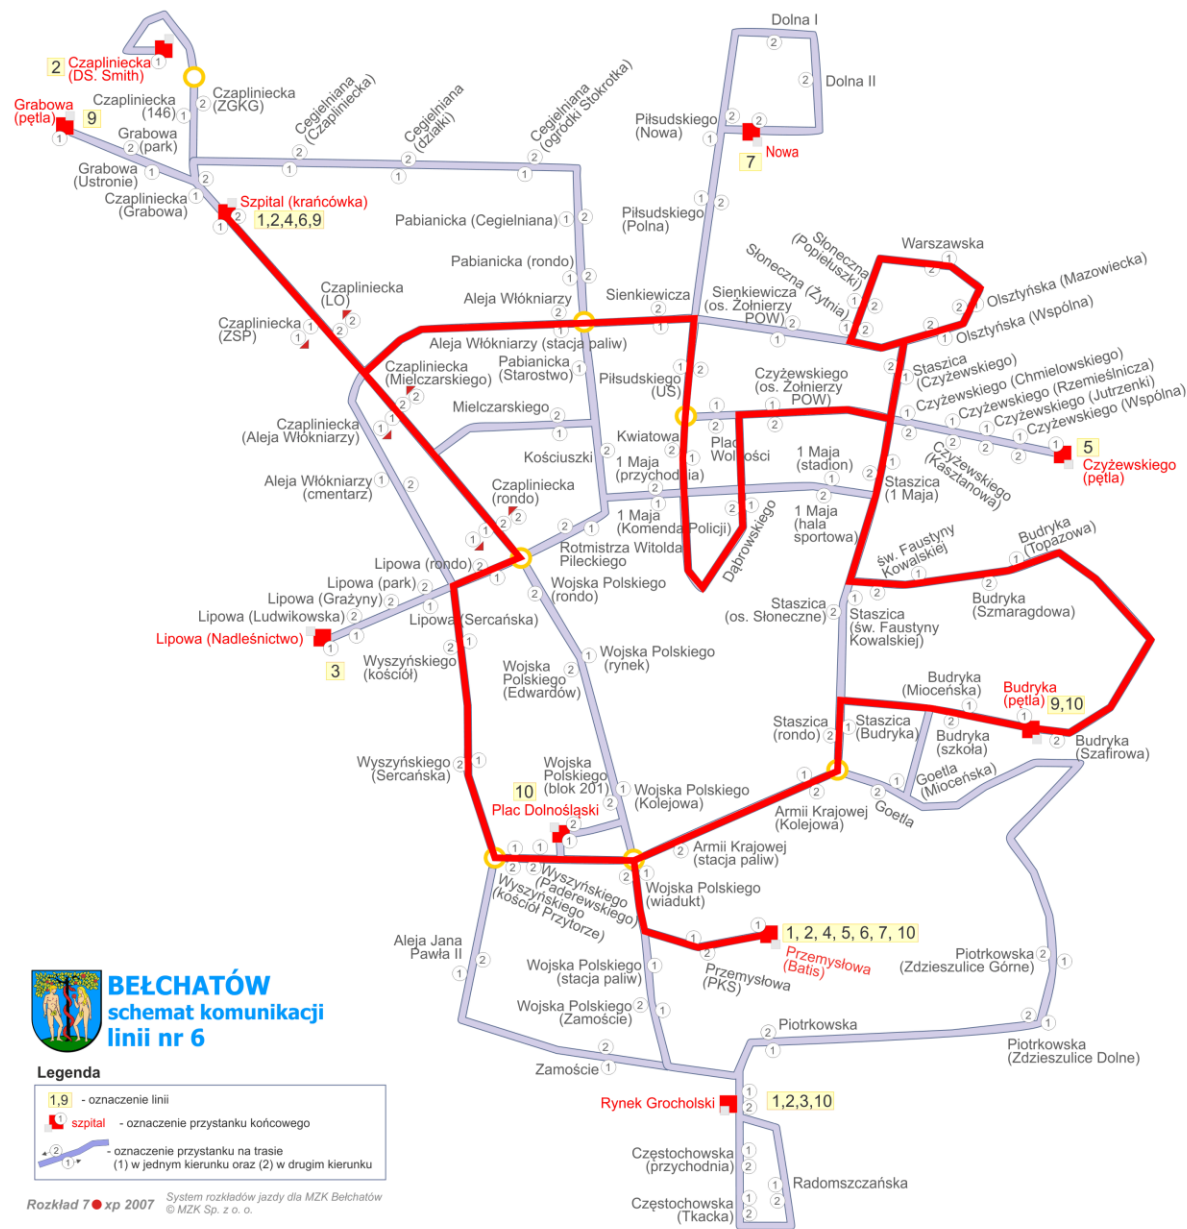 Dolna I
2
Czapliniecka
(DS. Smith)
Dolna II
Czapliniecka
(ZGKG)
Grabowa
(pętla)
9
Czapliniecka
(146)
Grabowa
(park)
Cegielniana
(Czapliniecka)
Cegielniana
(działki)
Cegielniana
(ogródki Stokrotka)
Piłsudskiego
(Nowa)
Nowa
7
Grabowa
(Ustronie)
Czapliniecka
(Grabowa)
Szpital (krańcówka)
1,2,4,6,9
Pabianicka (Cegielniana)
Piłsudskiego
(Polna)
Słoneczna
(Popiełuszki)
Warszawska
Pabianicka (rondo)
Słoneczna (Żytnia)
Olsztyńska (Mazowiecka)
Czapliniecka
(LO)
Aleja Włókniarzy
Sienkiewicza
Sienkiewicza
(os. Żołnierzy
POW)
Olsztyńska (Wspólna)
Czapliniecka
(ZSP)
Aleja Włókniarzy (stacja paliw)
Staszica
(Czyżewskiego)
Czapliniecka
(Mielczarskiego)
Pabianicka
(Starostwo)
Piłsudskiego
(US)
Czyżewskiego
(os. Żołnierzy
POW)
Czyżewskiego (Chmielowskiego)
Czyżewskiego (Rzemieślnicza)
Czyżewskiego (Jutrzenki)
Czyżewskiego (Wspólna)
Mielczarskiego
Czapliniecka
(Aleja Włókniarzy)
Kwiatowa
Plac
Wolności
Czyżewskiego
(Kasztanowa)
5
Czyżewskiego
(pętla)
Kościuszki
1 Maja
(przychodnia)
1 Maja
(stadion)
Staszica
(1 Maja)
Aleja Włókniarzy
(cmentarz)
Czapliniecka
(rondo)
1 Maja
(Komenda Policji)
Dąbrowskiego
1 Maja
(hala
sportowa)
Rotmistrza Witolda
Pileckiego
św. Faustyny
Kowalskiej
Budryka
(Topazowa)
Lipowa (rondo)
Lipowa (park)
Lipowa (Grażyny)
Lipowa (Ludwikowska)
Lipowa (Nadleśnictwo)
3
Lipowa (Sercańska)
Wojska Polskiego
(rondo)
Staszica
(os. Słoneczne)
Staszica
(św. Faustyny
Kowalskiej)
Budryka
(Szmaragdowa)
Wyszyńskiego
(kościół)
Wojska
Polskiego
(Edwardów)
Wojska Polskiego
(rynek)
Budryka
(Mioceńska)
Budryka
(pętla)
9,10
Staszica
(rondo)
Staszica
(Budryka)
Budryka
(szkoła)
Budryka
(Szafirowa)
Wyszyńskiego
(Sercańska)
Wojska
Polskiego
(blok 201)
10
Plac Dolnośląski
Wojska Polskiego
(Kolejowa)
Armii Krajowej
(Kolejowa)
Goetla
Goetla
(Mioceńska)
Armii Krajowej
(stacja paliw)
Wyszyńskiego
(Paderewskiego)
Wyszyńskiego
(kościół Przytorze)
Wojska Polskiego
(wiadukt)
1, 2, 4, 5, 6, 7, 10
Przemysłowa
(Batis)
Przemysłowa
(PKS)
Aleja Jana
Pawła II
Wojska Polskiego
(stacja paliw)
Piotrkowska
(Zdzieszulice Górne)
Wojska Polskiego
(Zamoście)
Piotrkowska
Piotrkowska
(Zdzieszulice Dolne)
Zamoście
Rynek Grocholski
1,2,3,10
Częstochowska
(przychodnia)
Radomszczańska
Częstochowska
(Tkacka)
BEŁCHATÓW
schemat komunikacji
linii nr 6
Legenda
1,9 - oznaczenie linii
1 szpital - oznaczenie przystanku końcowego
2 1 - oznaczenie przystanku na trasie
(1) w jednym kierunku oraz (2) w drugim kierunku
Rozkład 7 xp 2007
System rozkładów jazdy dla MZK Bełchatów
© MZK Sp. z o. o.